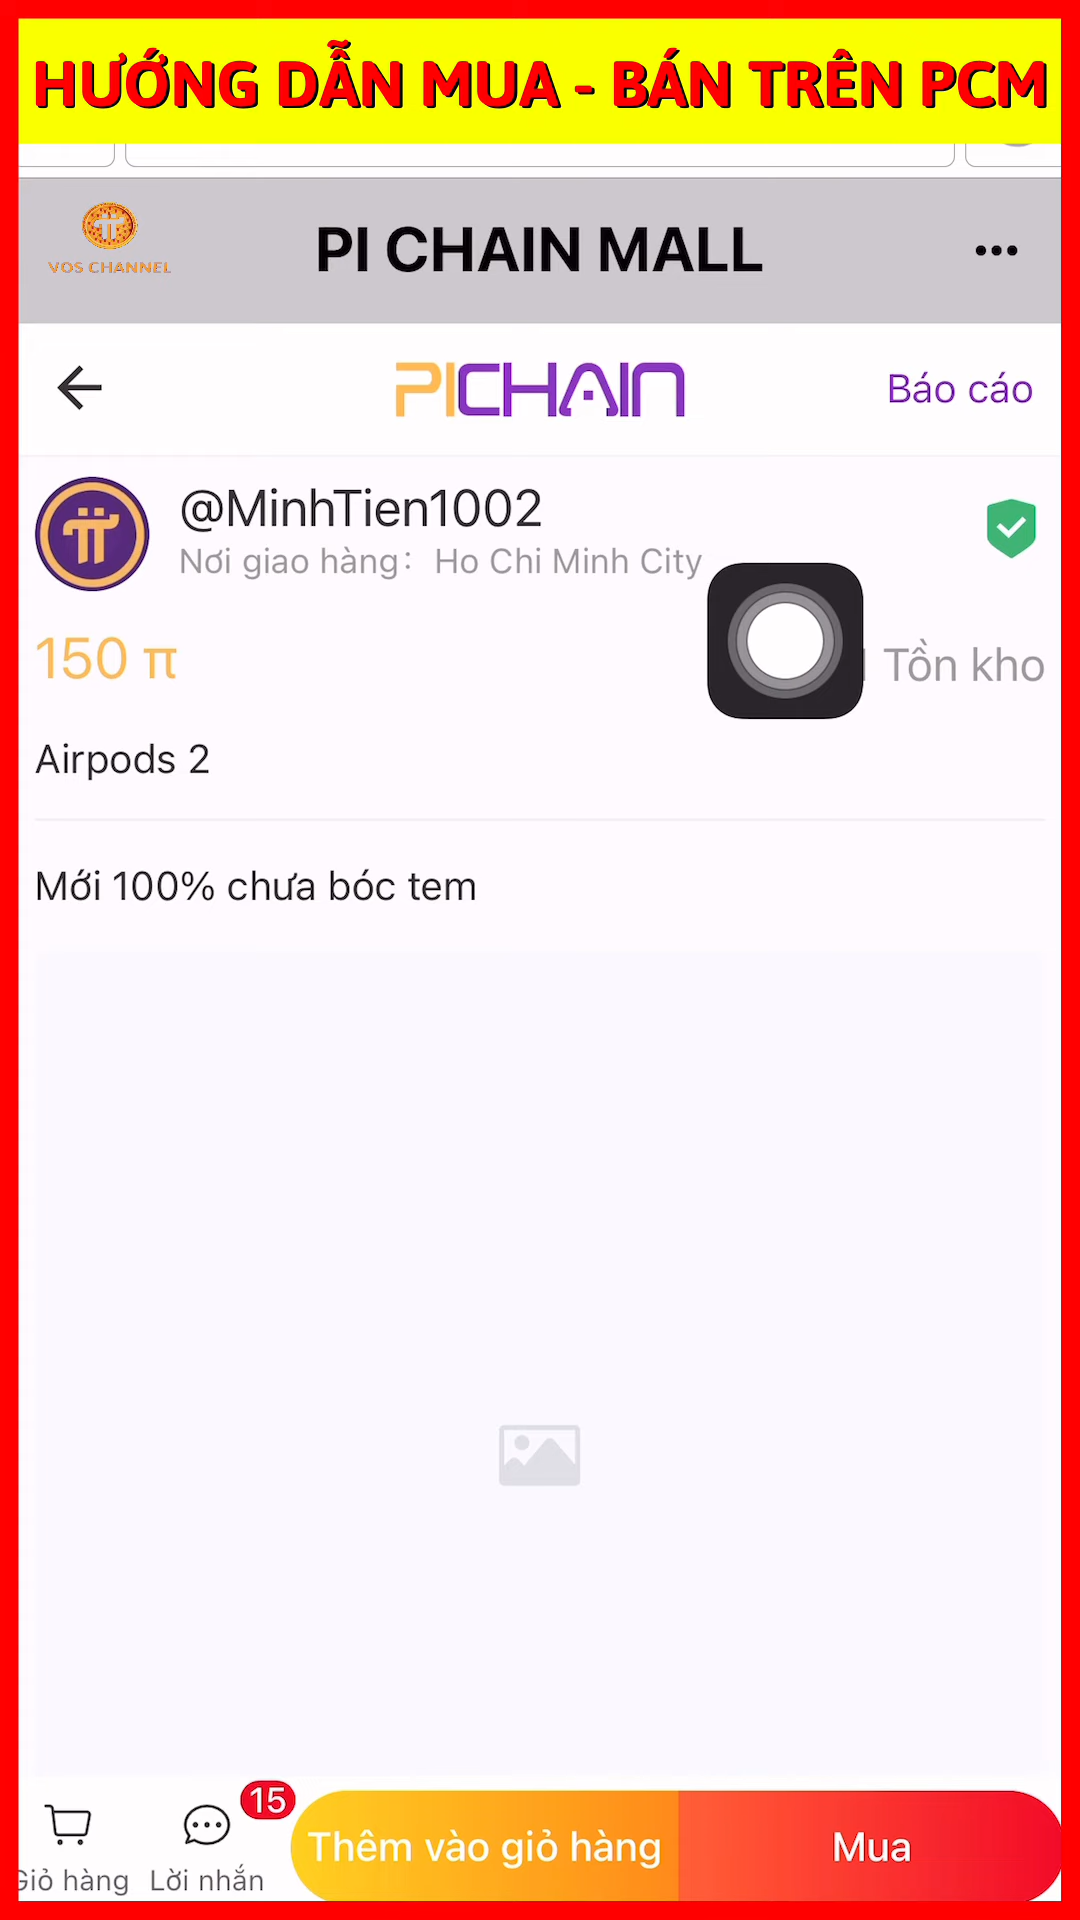 HƯỚNG DẪN MUA - BÁN TRÊN PCM
VOS CHANNEL
PI CHAIN MALL
PICHAIN
Báo cáo
@MinhTien1002
Nơi giao hàng: Ho Chi Minh City
150 π
Tồn kho
Airpods 2
Mới 100% chưa bóc tem
15
Thêm vào giỏ hàng
Mua
Giỏ hàng
Lời nhắn